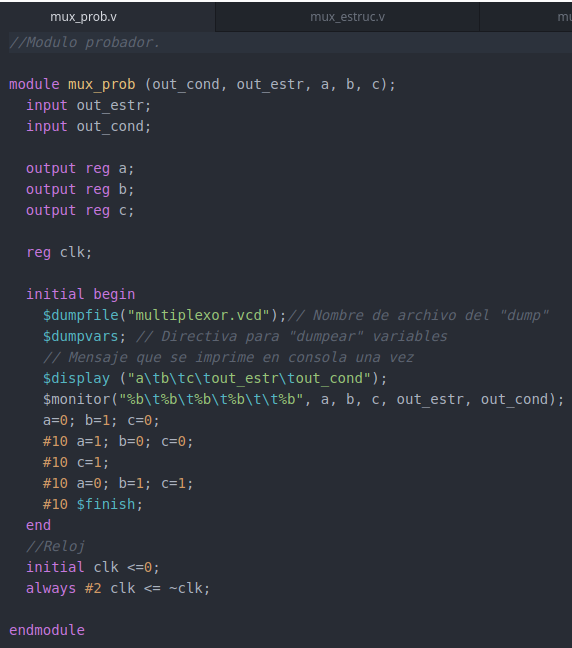 mux_prob.v mux_estruc.v mu
//Modulo probador.
module mux_prob (out_cond, out_estr, a, b, c);
input out_estr;
input out_cond;
output reg a;
output reg b;
output reg c;
reg clk;
initial begin
$dumpfile("multiplexor.vcd");// Nombre de archivo del "dump"
$dumpvars; // Directiva para "dumpear" variables
// Mensaje que se imprime en consola una vez
$display ("a\tb\tc\tout_estr\tout_cond");
$monitor("%b\t%b\t%b\t%b\t\t%b", a, b, c, out_estr, out_cond);
a=0; b=1; c=0;
#10 a=1; b=0; c=0;
#10 c=1;
#10 a=0; b=1; c=1;
#10 $finish;
end
//Reloj
initial clk <=0;
always #2 clk <= ~clk;
endmodule